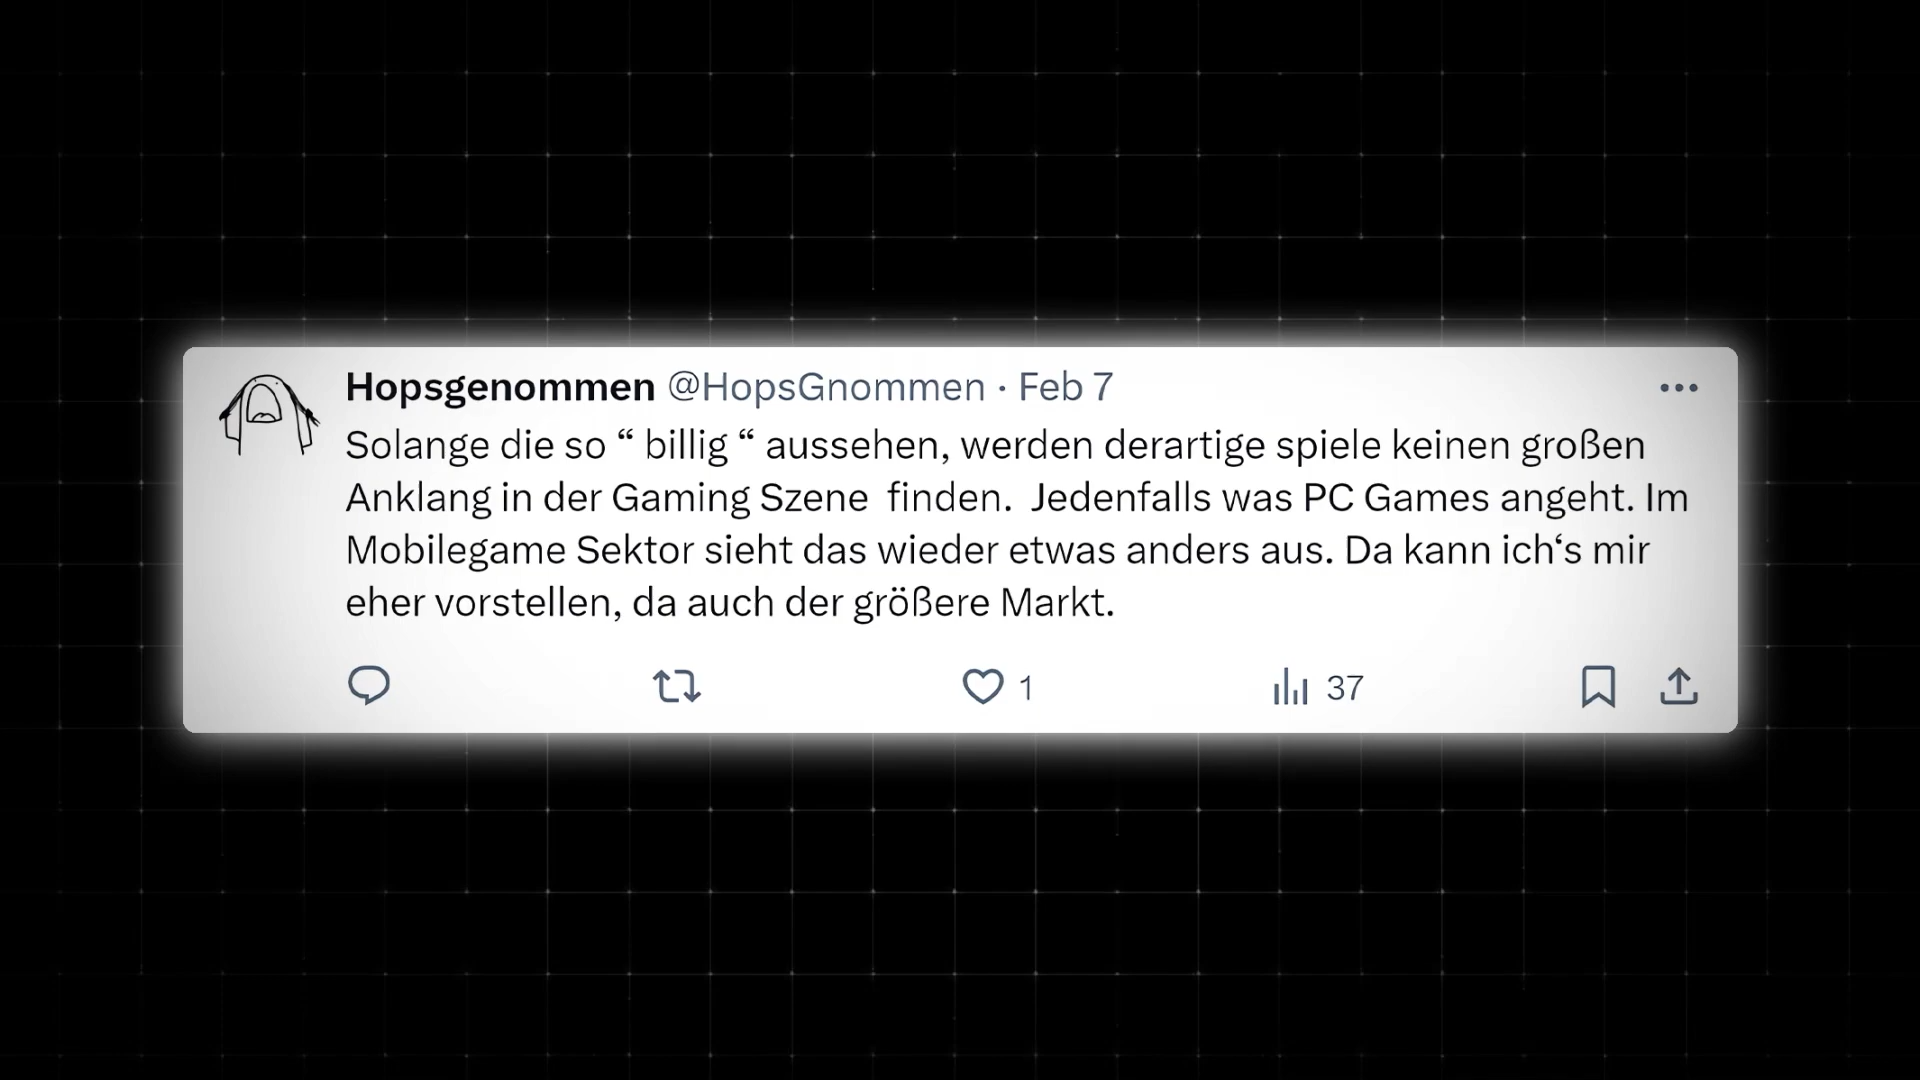 Hopsgenommen @HopsGnommen · Feb 7
Solange die so “ billig “ aussehen, werden derartige spiele keinen großen
Anklang in der Gaming Szene  finden.  Jedenfalls was PC Games angeht. Im
Mobilegame Sektor sieht das wieder etwas anders aus. Da kann ich‘s mir
eher vorstellen, da auch der größere Markt.
1 37